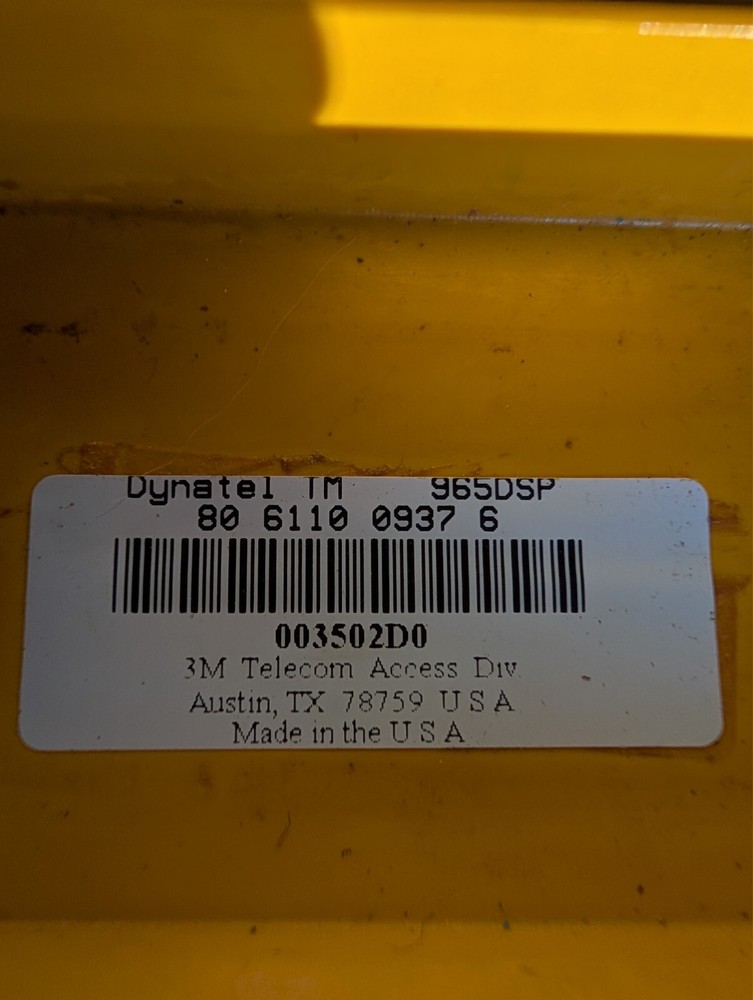 Dynatel TM 965DSP
80 6110 0937 6
003502D0
3M Telecom Access Div
Austin, TX 78759 U S A
Made in the U S A